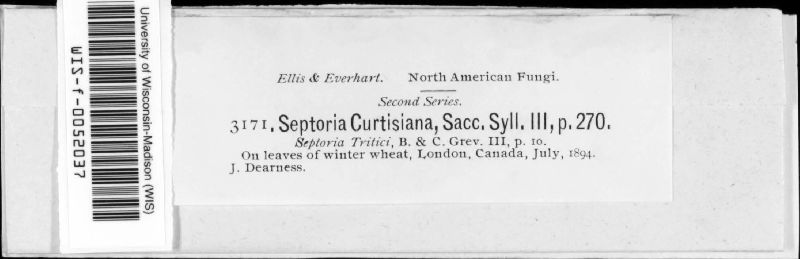 University of Wisconsin-Madison (WIS)
WIS-f-0052037
Ellis & Everhart. North American Fungi.
Second Series.
3171. Septoria Curtisiana, Sacc. Syll. III, p. 270.
Septoria Tritici, B. & C. Grev. III, p. 10.
On leaves of winter wheat, London, Canada, July, 1894.
J. Dearness.